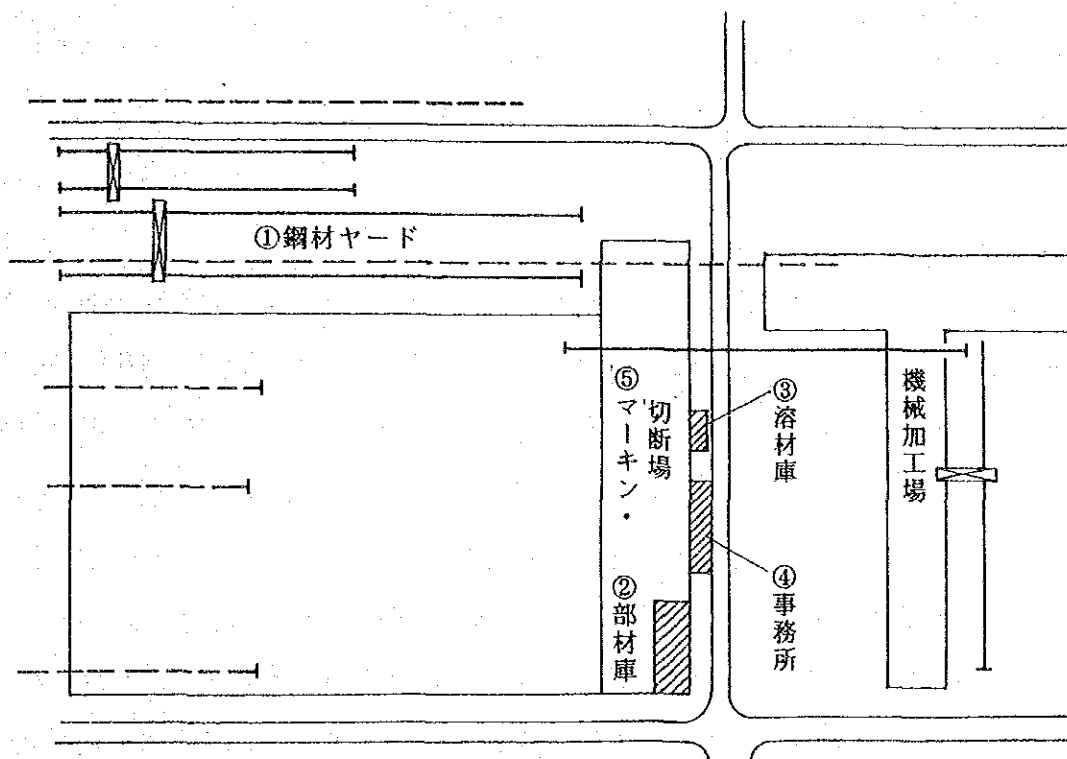 ①鋼材ヤード
⑤マーキン・
切断場
③溶材庫
機械加工場
②部材庫
④事務所